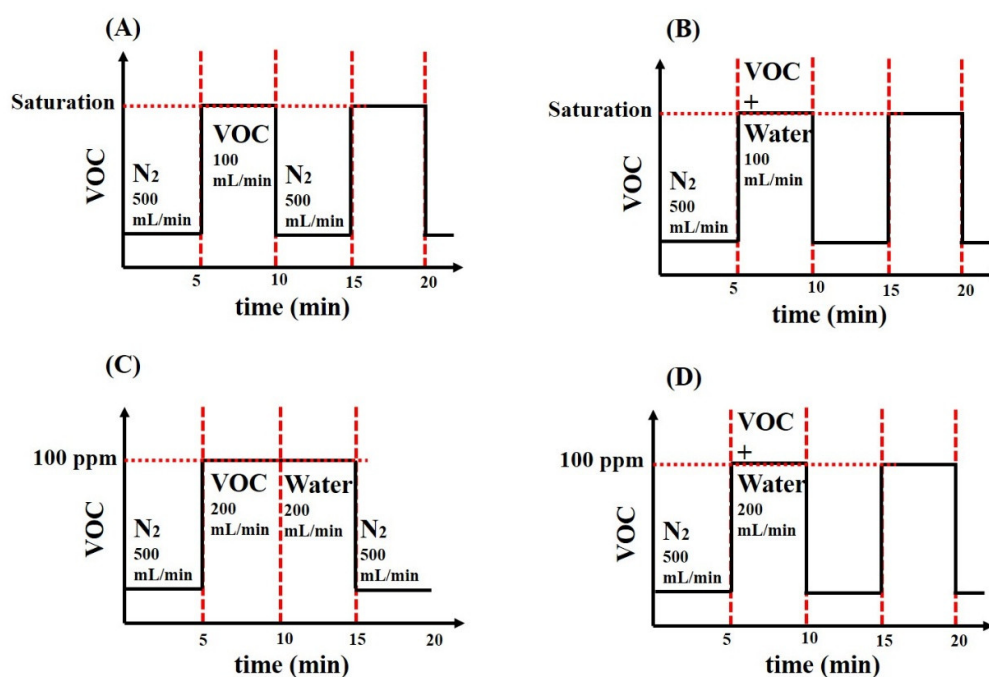 (A)
Saturation
VOC
N2
500
mL/min
VOC
100
mL/min
N2
500
mL/min
5
10
15
20
time (min)
(B)
Saturation
VOC
N2
500
mL/min
VOC
+
Water
100
mL/min
5
10
15
20
time (min)
(C)
100 ppm
VOC
N2
500
mL/min
VOC
200
mL/min
Water
200
mL/min
N2
500
mL/min
5
10
15
20
time (min)
(D)
100 ppm
VOC
N2
500
mL/min
VOC
+
Water
200
mL/min
5
10
15
20
time (min)